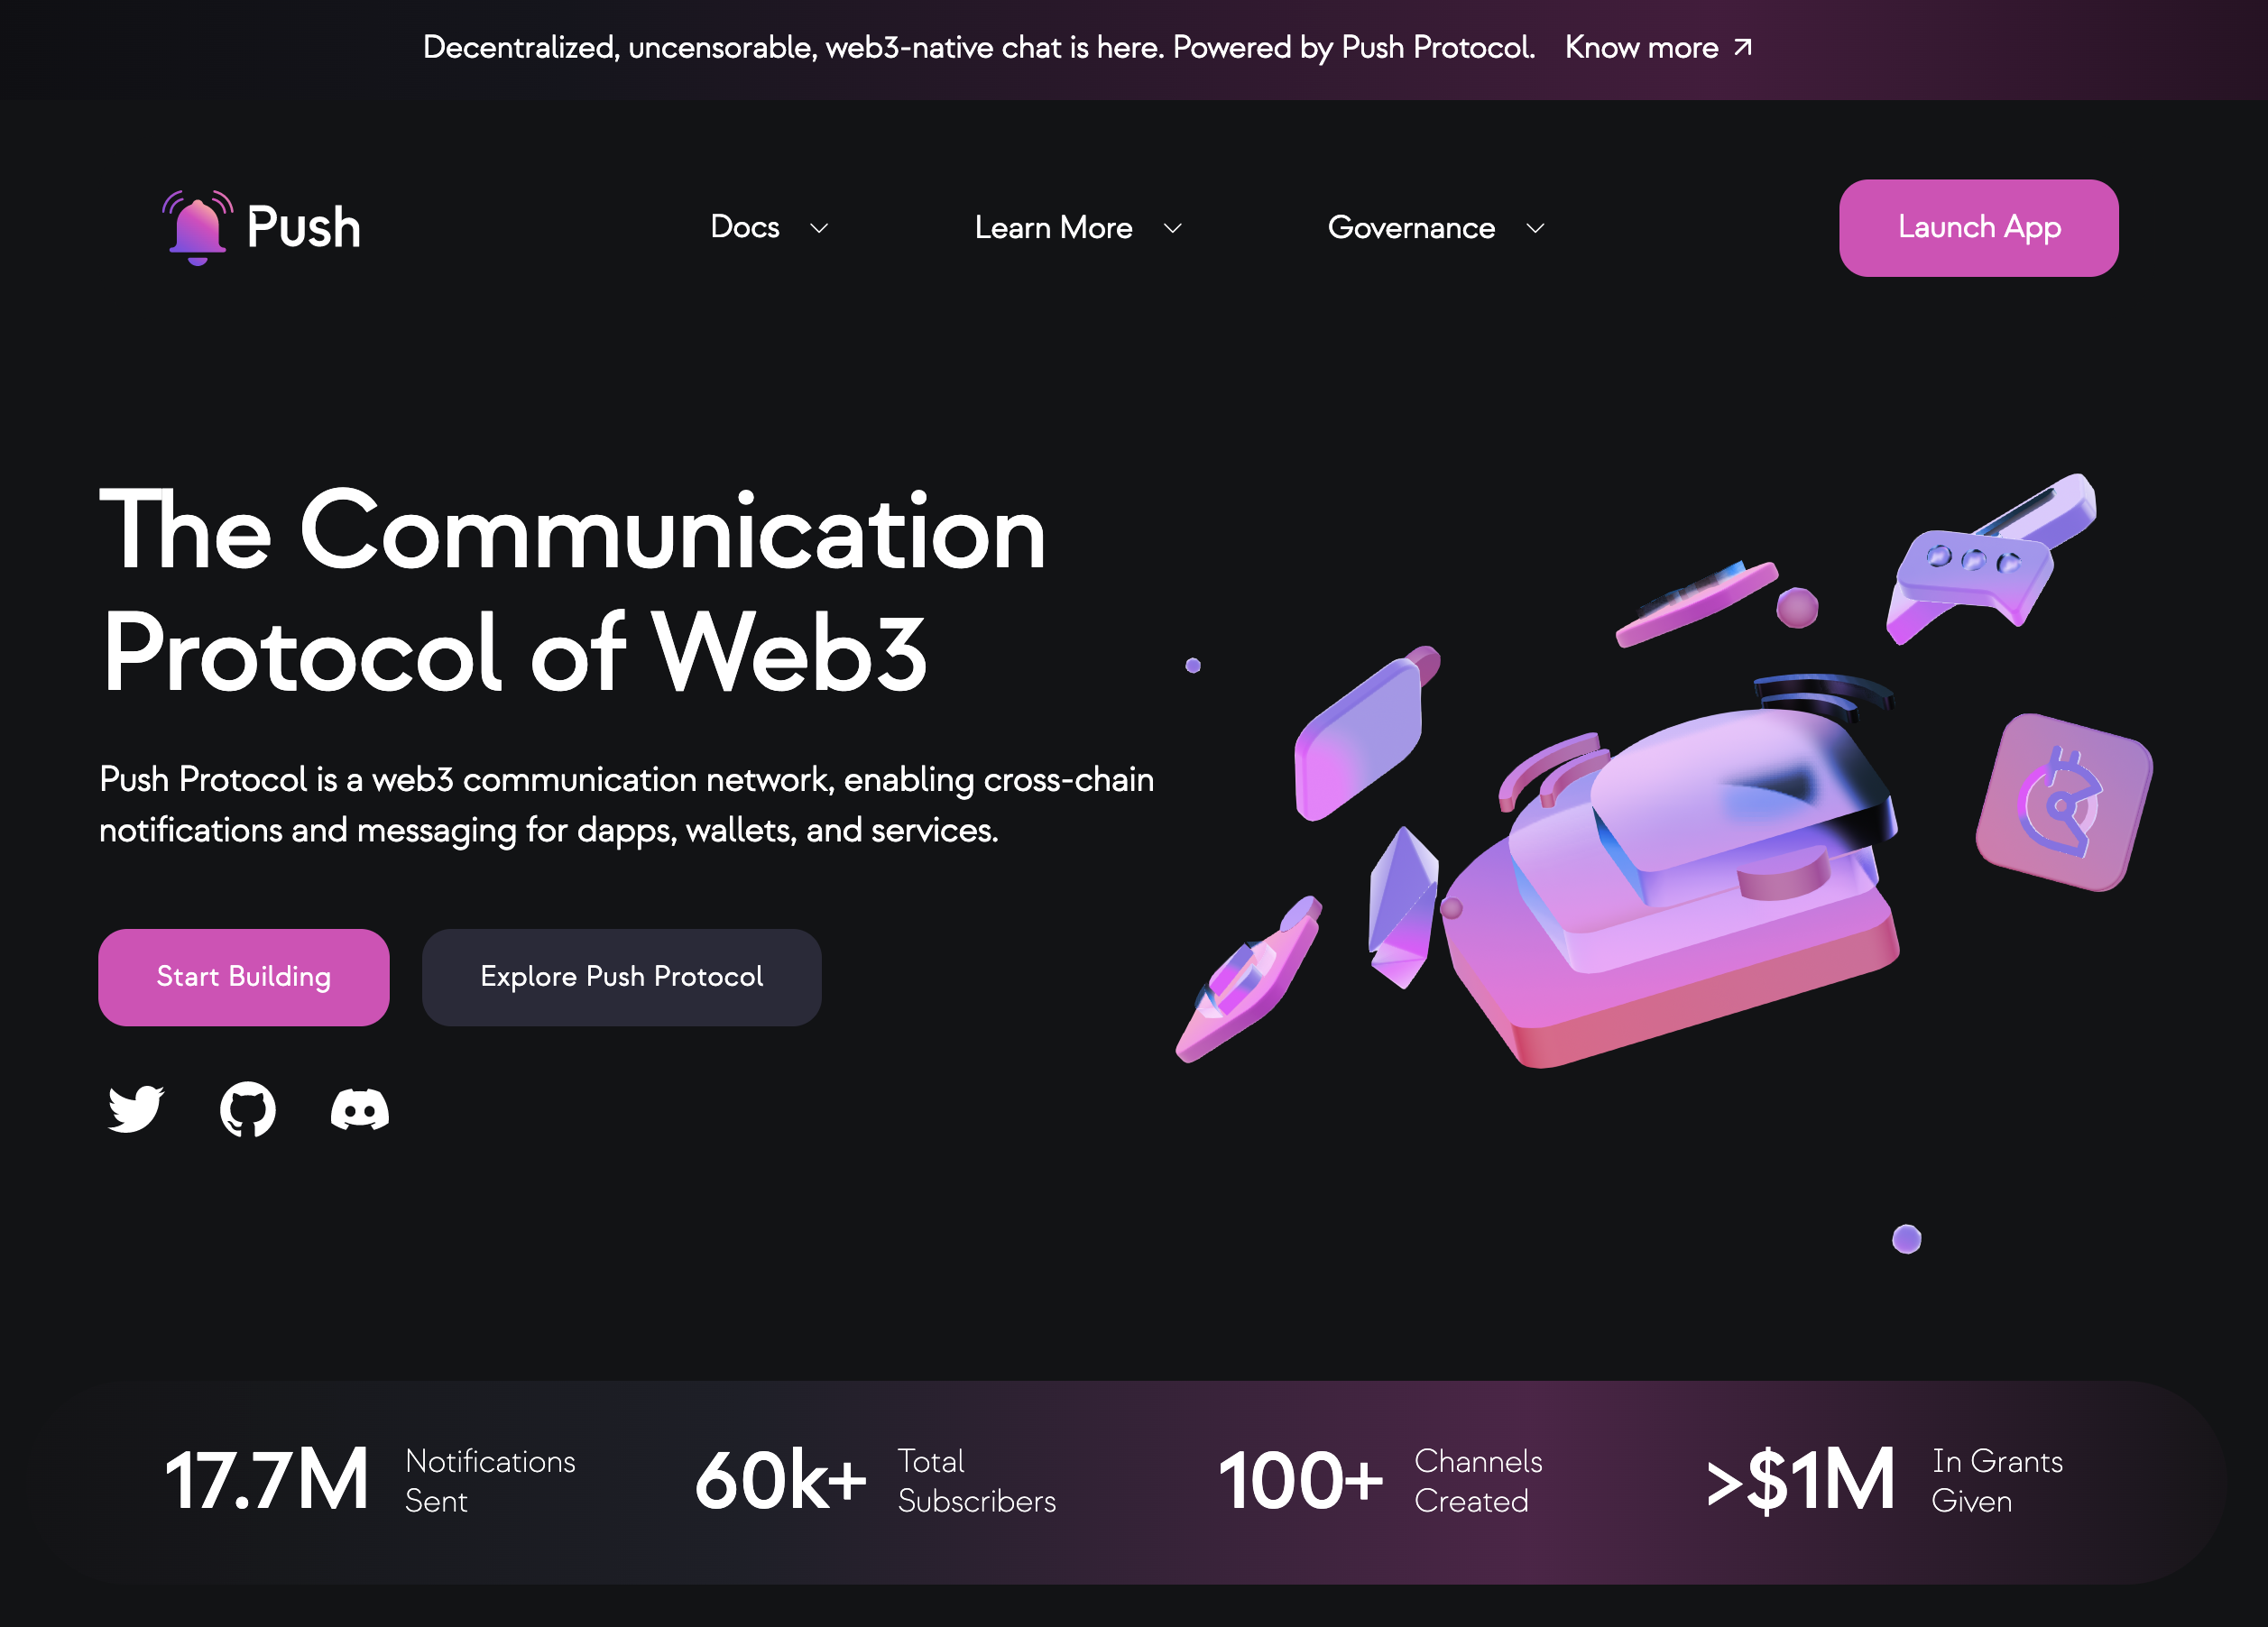 Decentralized, uncensorable, web3-native chat is here. Powered by Push Protocol. Know more
Push
Docs
Learn More
Governance
Launch App
The Communication
Protocol of Web3
Push Protocol is a web3 communication network, enabling cross-chain
notifications and messaging for dapps, wallets, and services.
Start Building
Explore Push Protocol
17.7M
Notifications
Sent
60k+
Total
Subscribers
100+
Channels
Created
>$1M
In Grants
Given